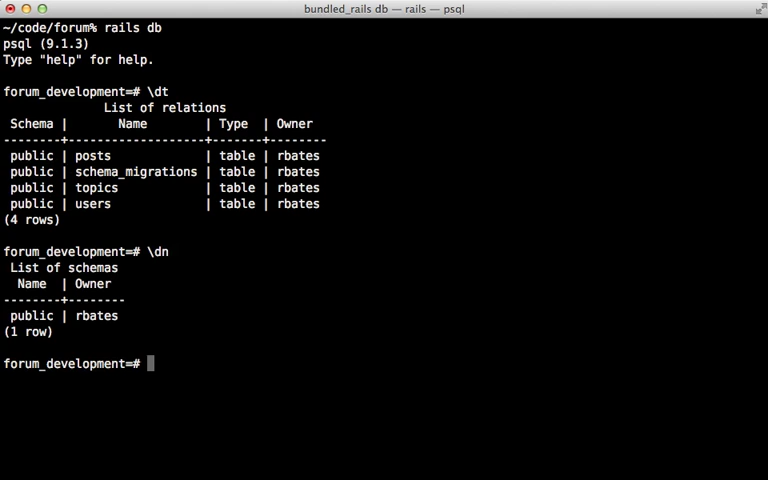 bundled_rails db — rails — psql
~/code/forum% rails db
psql (9.1.3)
Type "help" for help.
forum_development=# \dt
List of relations
Schema | Name | Type | Owner
--------+-------------------+-------+--------
public | posts | table | rbates
public | schema_migrations | table | rbates
public | topics | table | rbates
public | users | table | rbates
(4 rows)
forum_development=# \dn
List of schemas
Name | Owner
--------+--------
public | rbates
(1 row)
forum_development=#